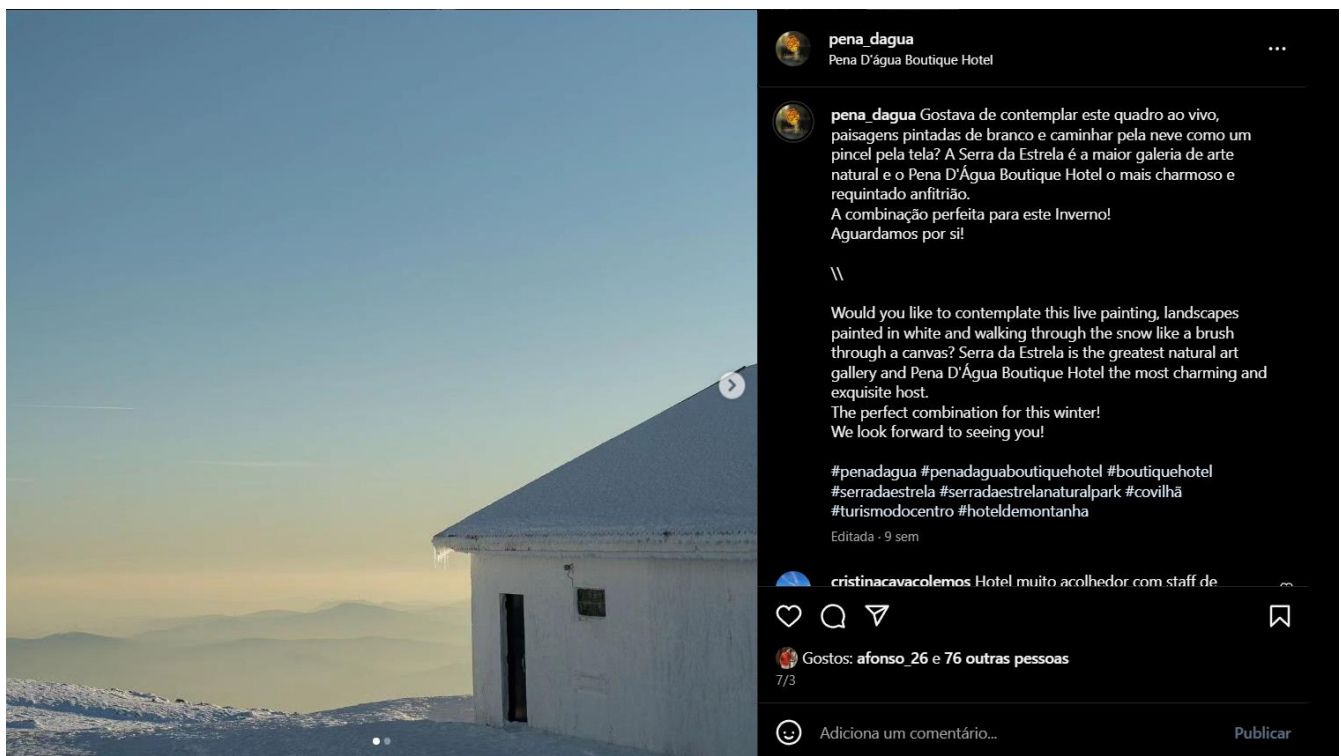 pena_dagua
Pena D'água Boutique Hotel
pena_dagua Gostava de contemplar este quadro ao vivo,
paisagens pintadas de branco e caminhar pela neve como um
pincel pela tela? A Serra da Estrela é a maior galeria de arte
natural e o Pena D'Água Boutique Hotel o mais charmoso e
requintado anfitrião.
A combinação perfeita para este Inverno!
Aguardamos por si!
\\
Would you like to contemplate this live painting, landscapes
painted in white and walking through the snow like a brush
through a canvas? Serra da Estrela is the greatest natural art
gallery and Pena D'Água Boutique Hotel the most charming and
exquisite host.
The perfect combination for this winter!
We look forward to seeing you!
#penadagua #penadaguaboutiquehotel #boutiquehotel
#serradaestrela #serradaestrelanaturalpark #covilhã
#turismodocentro #hoteldemontanha
Editada · 9 sem
cristinacavacolemos Hotel muito acolhedor com staff de
Gostos: afonso_26 e 76 outras pessoas
7/3
Adiciona um comentário...
Publicar